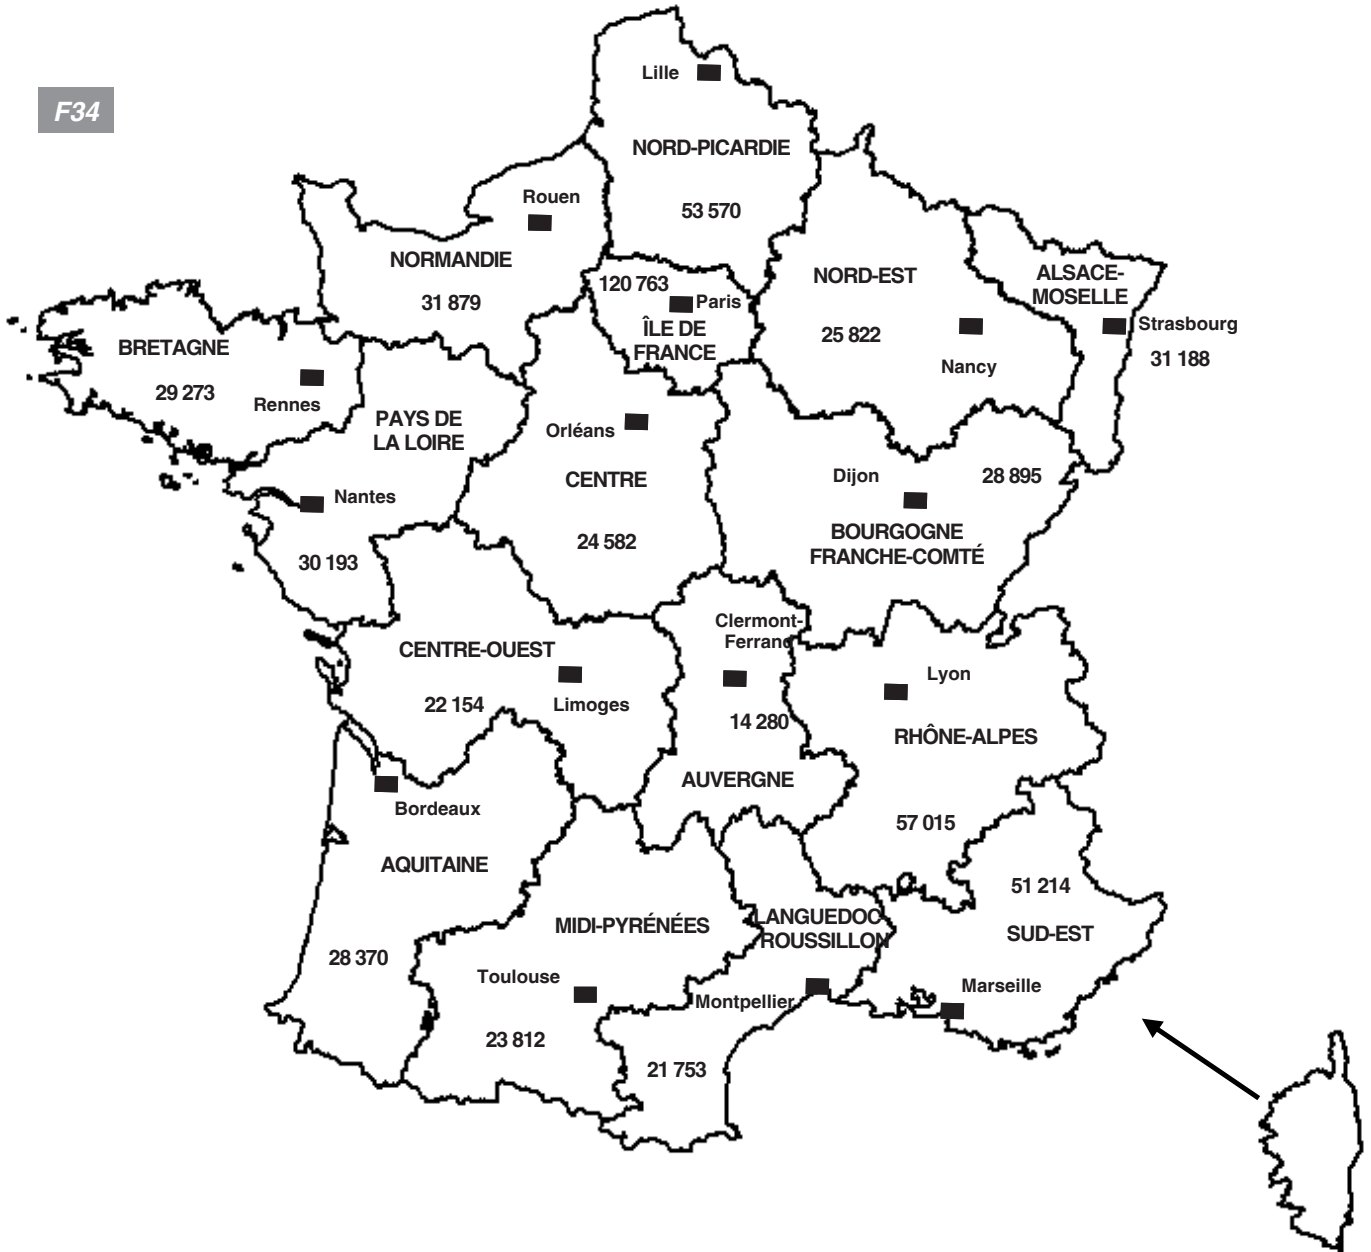 Lille
F34
NORD-PICARDIE
53 570
Rouen
NORMANDIE
31 879
120 763
Paris
ÎLE DE
FRANCE
NORD-EST
25 822
Nancy
ALSACE-
MOSELLE
Strasbourg
31 188
BRETAGNE
29 273
Rennes
PAYS DE
LA LOIRE
Nantes
30 193
Orléans
CENTRE
24 582
Dijon
28 895
BOURGOGNE
FRANCHE-COMTÉ
CENTRE-OUEST
22 154
Limoges
Clermont-
Ferrand
14 280
AUVERGNE
Lyon
RHÔNE-ALPES
57 015
Bordeaux
AQUITAINE
28 370
MIDI-PYRÉNÉES
Toulouse
23 812
LANGUEDOC-
ROUSSILLON
Montpellier
21 753
51 214
SUD-EST
Marseille